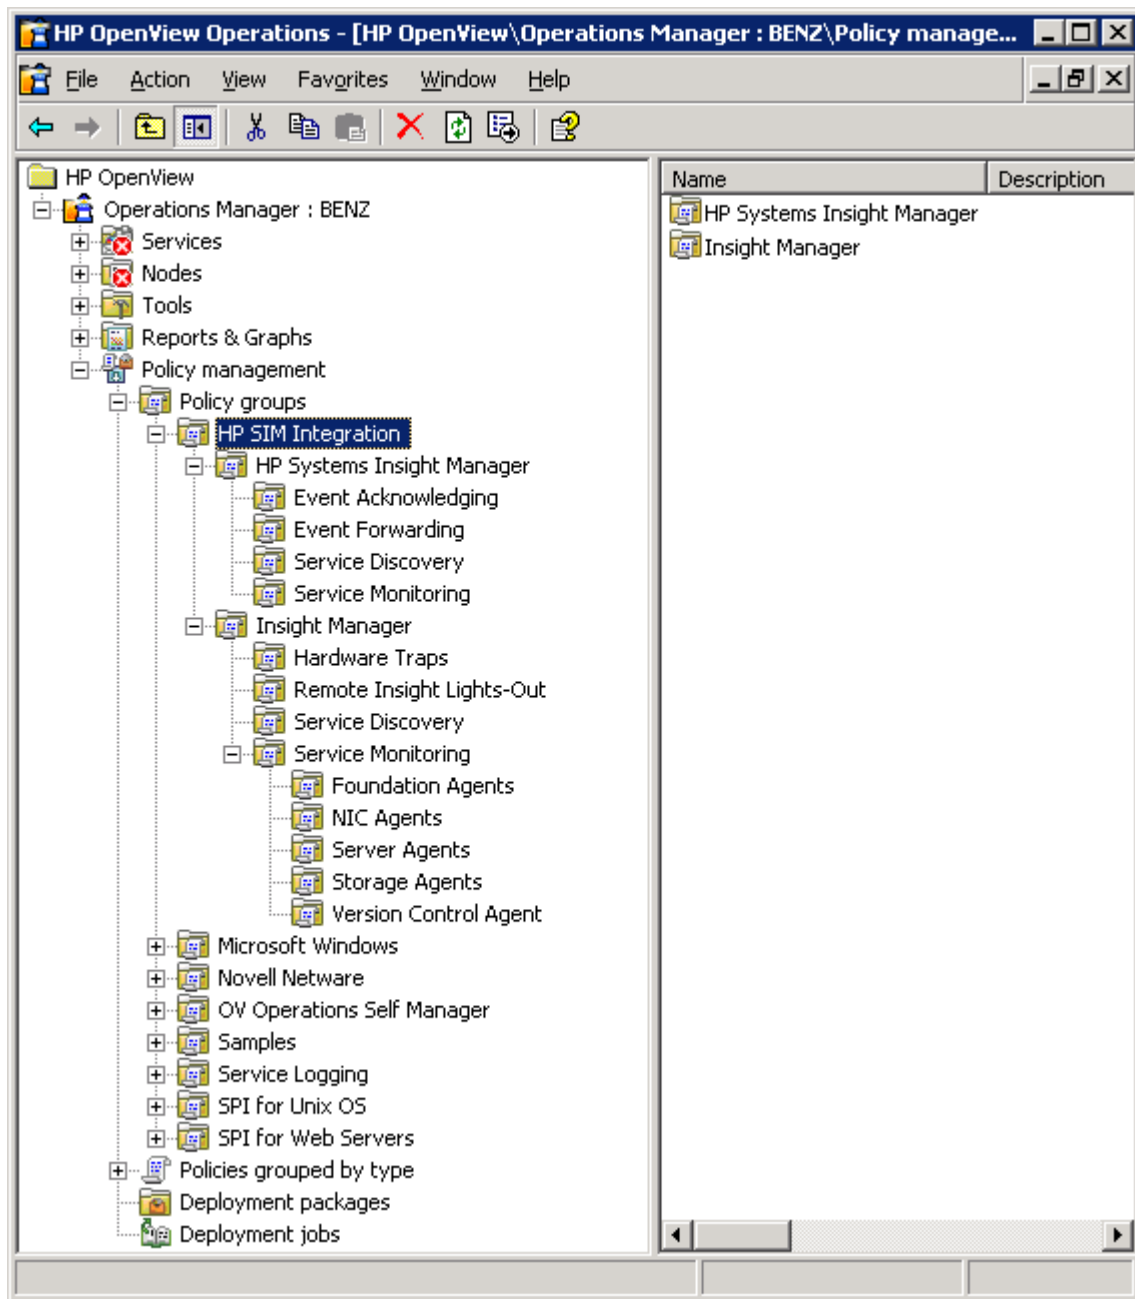 HP OpenView Operations - [HP OpenView\Operations Manager : BENZ\Policy manage...
File Action View Favorites Window Help
HP OpenView
Operations Manager : BENZ
Services
Nodes
Tools
Reports & Graphs
Policy management
Policy groups
HP SIM Integration
HP Systems Insight Manager
Event Acknowledging
Event Forwarding
Service Discovery
Service Monitoring
Insight Manager
Hardware Traps
Remote Insight Lights-Out
Service Discovery
Service Monitoring
Foundation Agents
NIC Agents
Server Agents
Storage Agents
Version Control Agent
Microsoft Windows
Novell Netware
OV Operations Self Manager
Samples
Service Logging
SPI for Unix OS
SPI for Web Servers
Policies grouped by type
Deployment packages
Deployment jobs
Name Description
HP Systems Insight Manager
Insight Manager